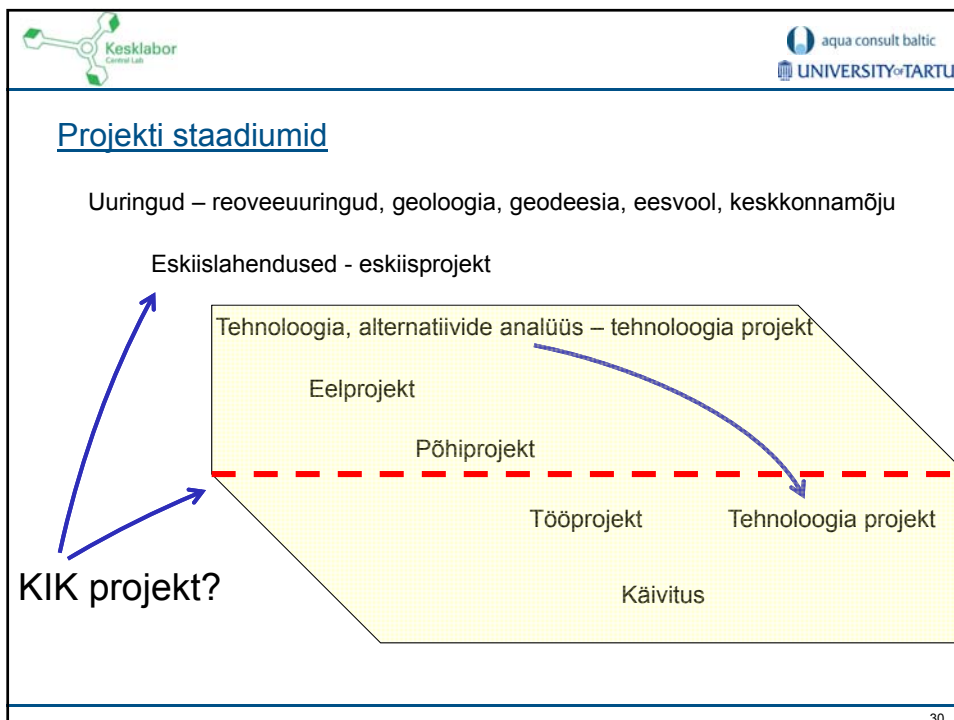 Kesklabor
Central Lab
aqua consult baltic
UNIVERSITY OF TARTU
Projekti staadiumid
Uuringud – reoveeuuringud, geoloogia, geodeesia, eesvool, keskkonnamõju
Eskiislahendused - eskiisprojekt
Tehnoloogia, alternatiivide analüüs – tehnoloogia projekt
Eelprojekt
Põhiprojekt
Tööprojekt Tehnoloogia projekt
KIK projekt?
Käivitus
30